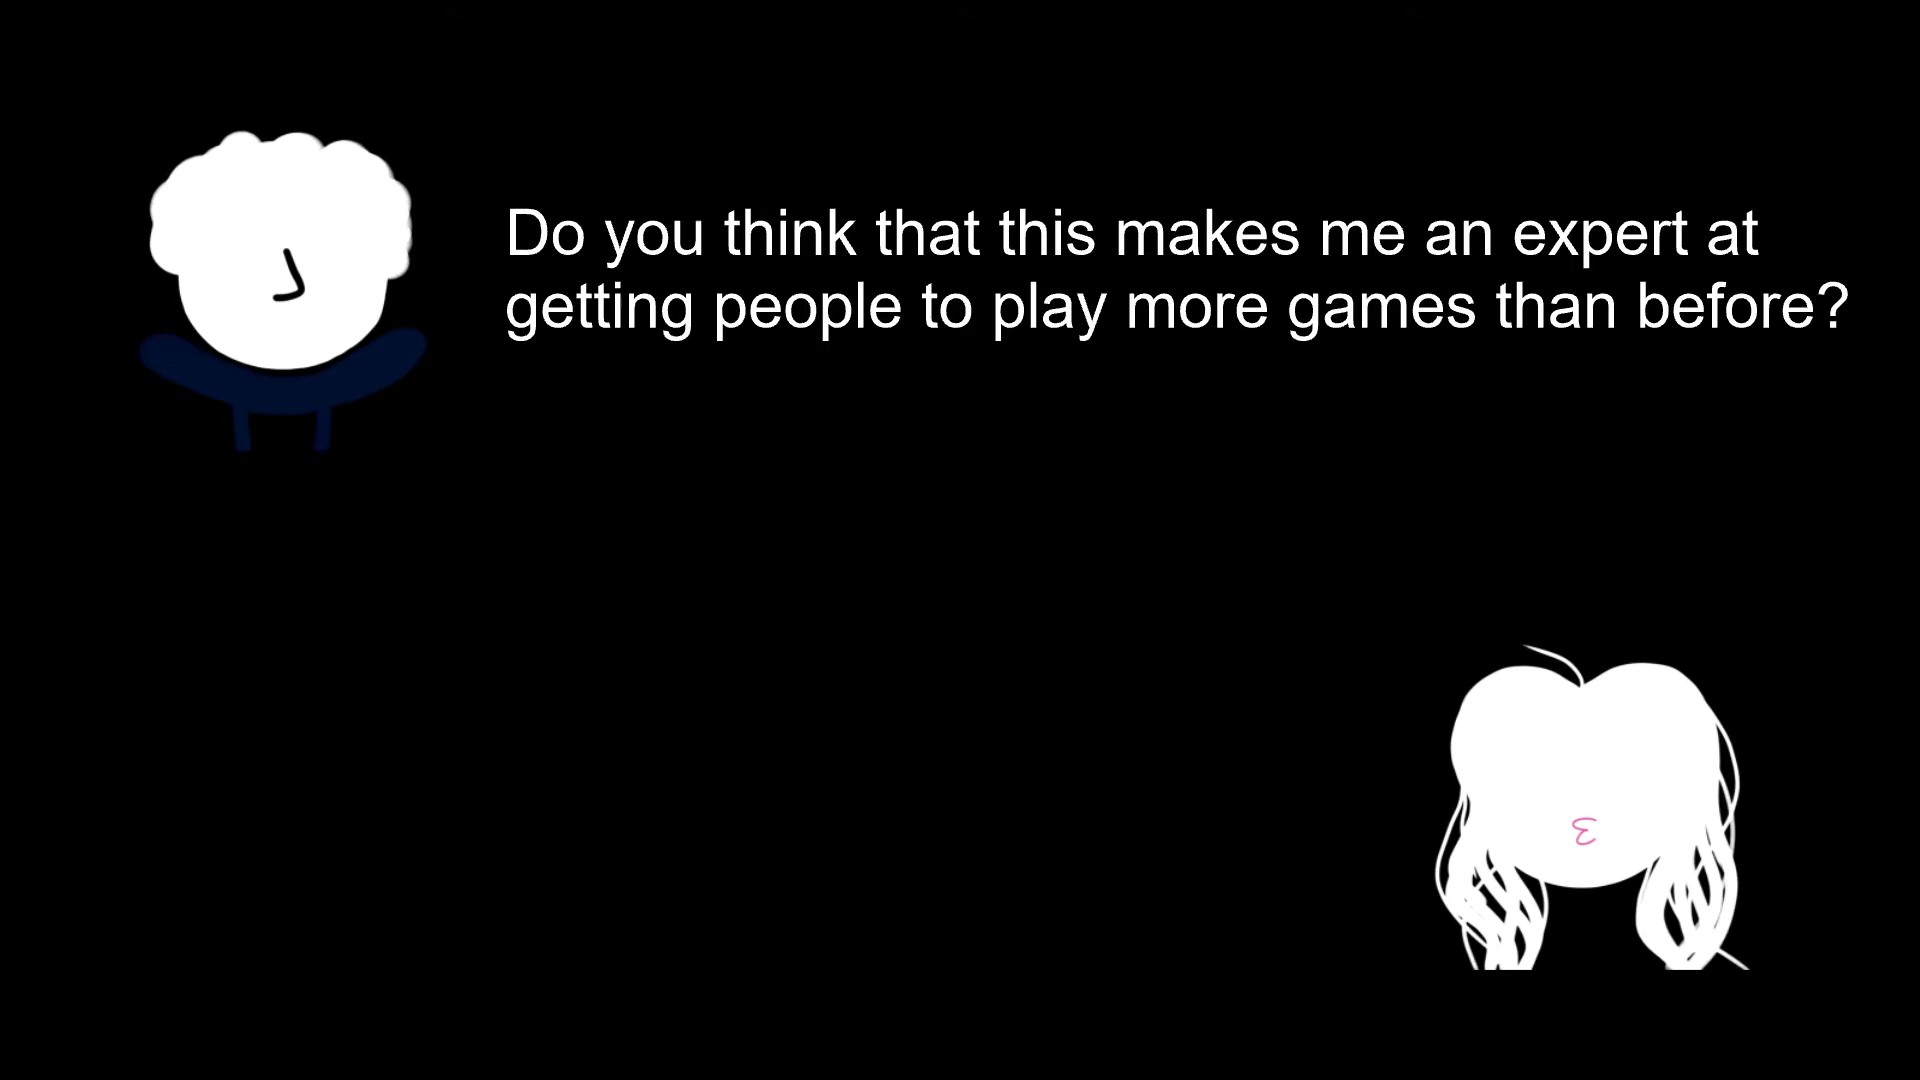 Do you think that this makes me an expert at
getting people to play more games than before?